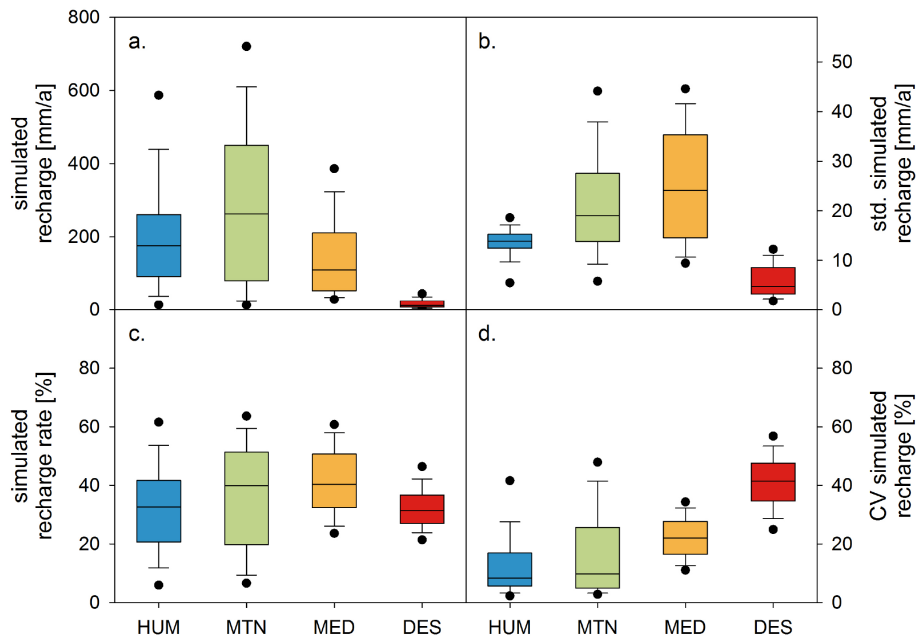 a.
b.
simulated
recharge [mm/a]
800
600
400
200
0
50
40
30
20
10
0
std. simulated
recharge [mm/a]
c.
d.
simulated
recharge rate [%]
80
60
40
20
0
80
60
40
20
0
CV simulated
recharge [%]
HUM MTN MED DES HUM MTN MED DES